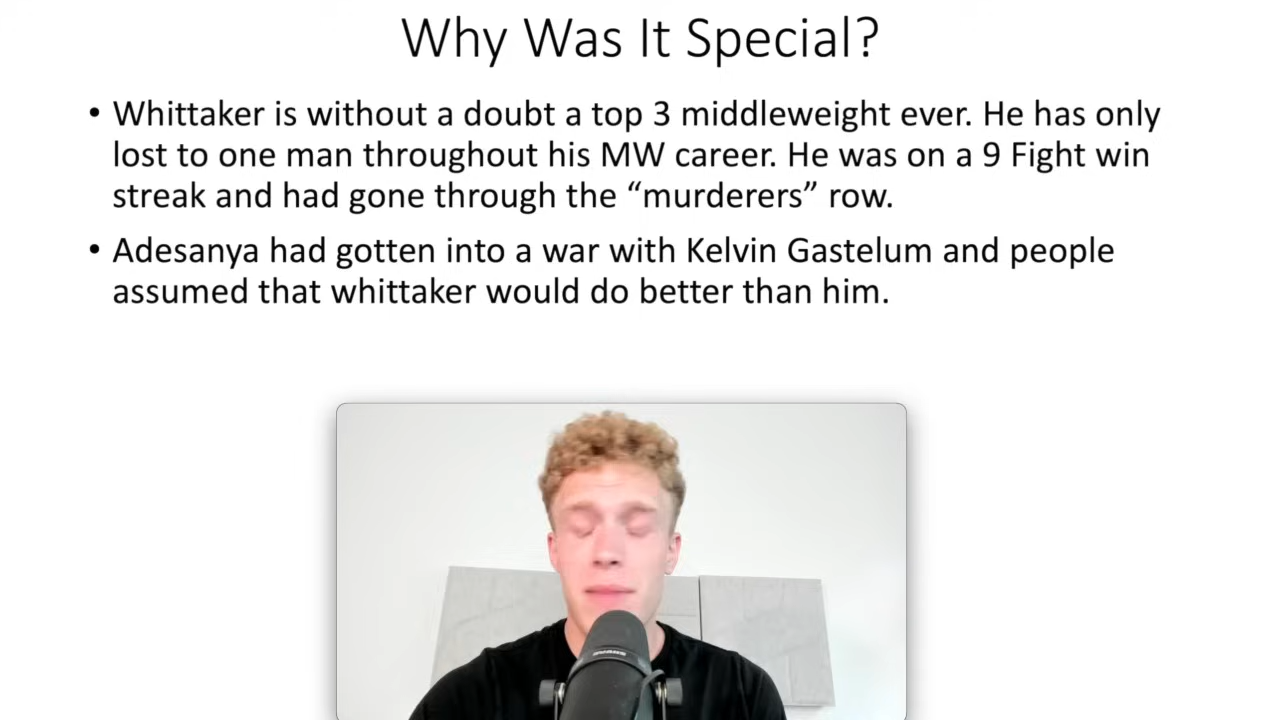 Why Was It Special?
• Whittaker is without a doubt a top 3 middleweight ever. He has only
lost to one man throughout his MW career. He was on a 9 Fight win
streak and had gone through the “murderers” row.
• Adesanya had gotten into a war with Kelvin Gastelum and people
assumed that whittaker would do better than him.